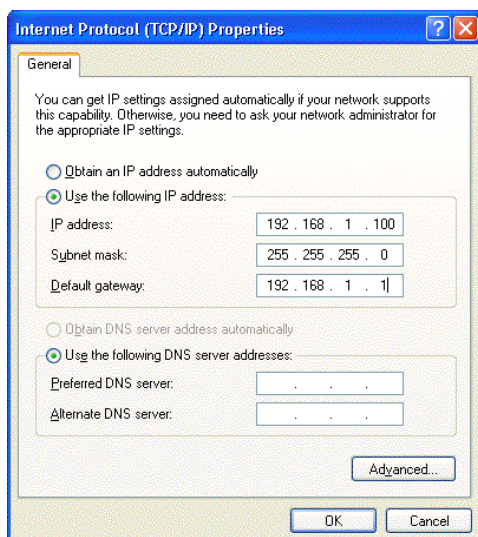 Internet Protocol (TCP/IP) Properties
General
You can get IP settings assigned automatically if your network supports
this capability. Otherwise, you need to ask your network administrator for
the appropriate IP settings.
Obtain an IP address automatically
Use the following IP address:
IP address: 192 . 168 . 1 . 100
Subnet mask: 255 . 255 . 255 . 0
Default gateway: 192 . 168 . 1 . 1
Obtain DNS server address automatically
Use the following DNS server addresses:
Preferred DNS server: . . .
Alternate DNS server: . . .
Advanced...
OK Cancel